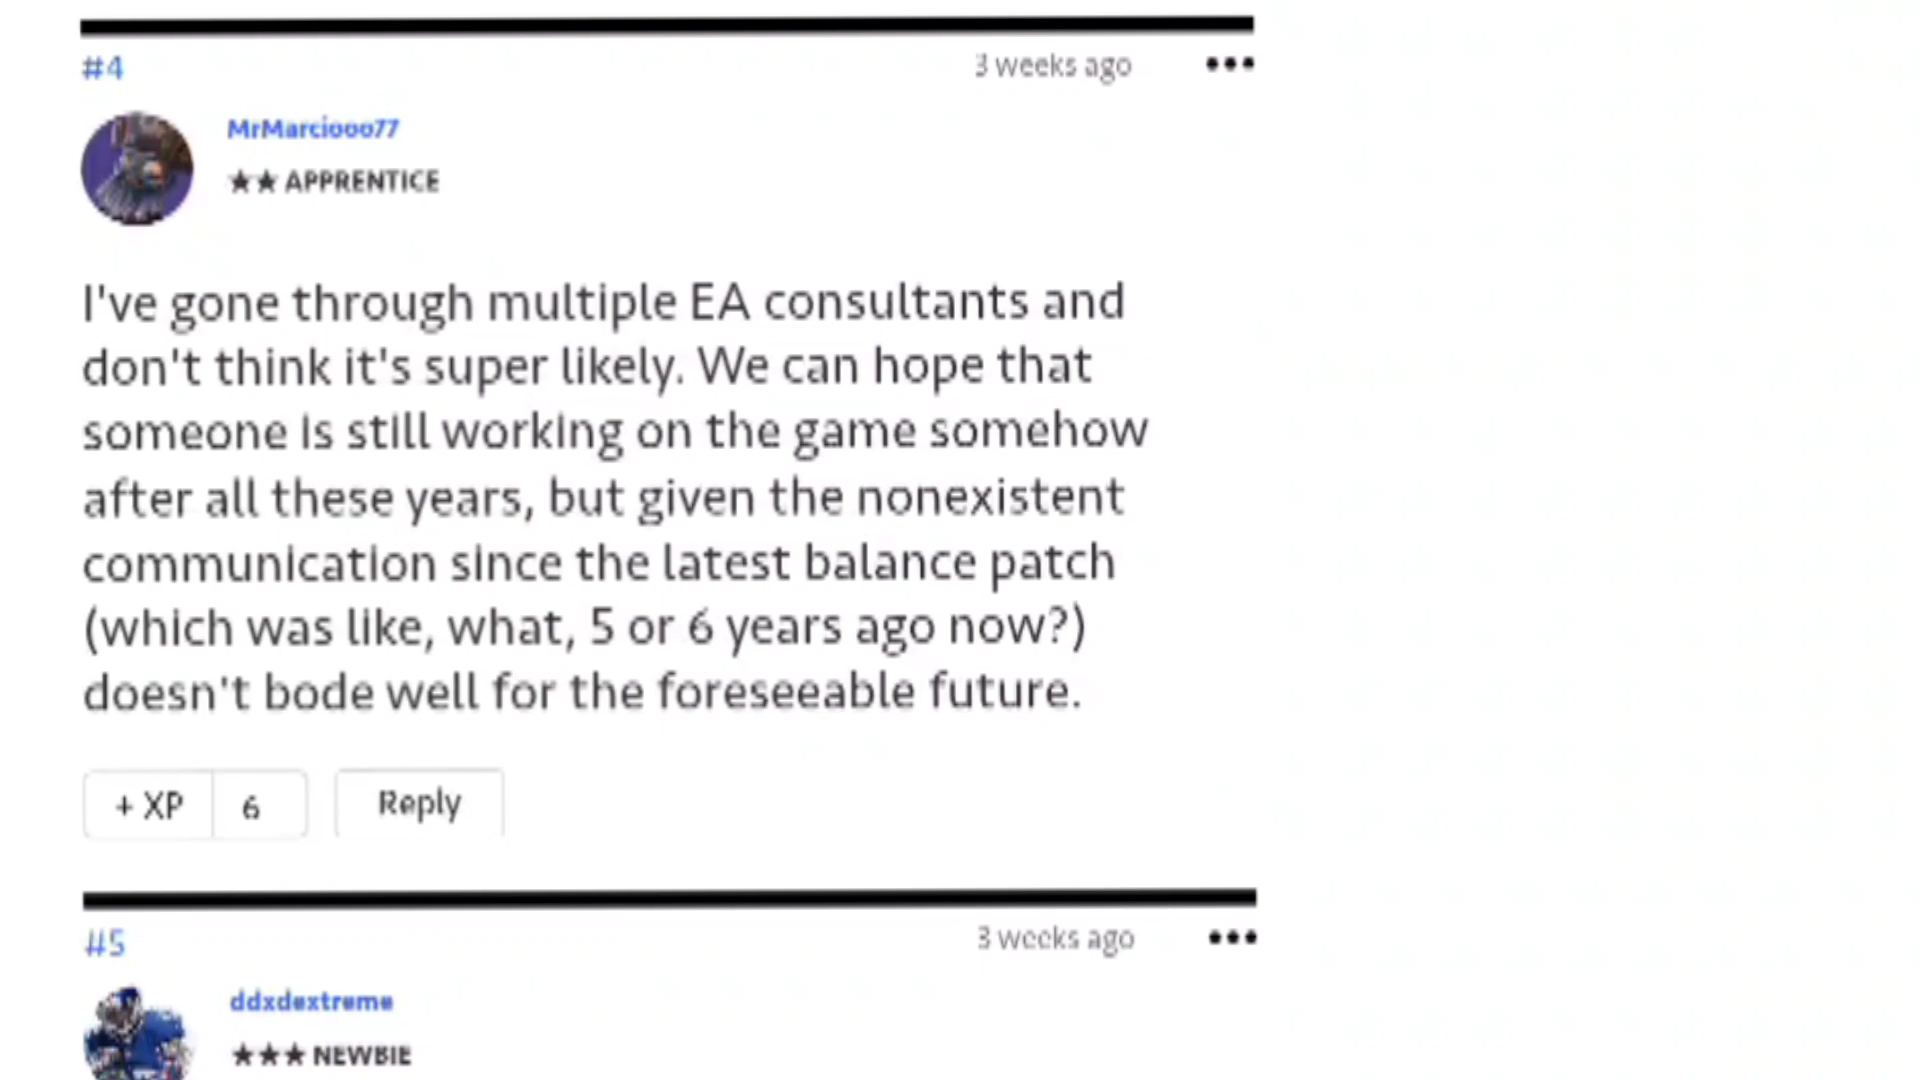 #4
3 weeks ago
MrMarciooo77
★★ APPRENTICE
I've gone through multiple EA consultants and
don't think it's super likely. We can hope that
someone is still working on the game somehow
after all these years, but given the nonexistent
communication since the latest balance patch
(which was like, what, 5 or 6 years ago now?)
doesn't bode well for the foreseeable future.
+ XP 6 Reply
#5
3 weeks ago
ddxdextreme
★★★ NEWBIE